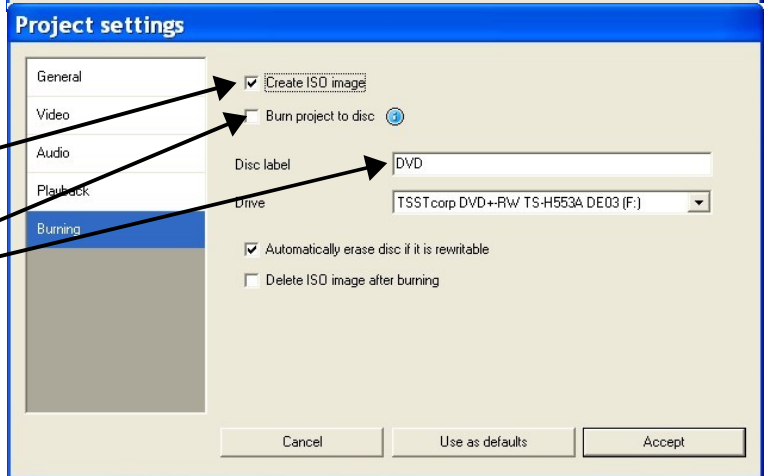 Project settings
General
Video
Audio
Playback
Burning
Create ISO image
Burn project to disc
Disc label DVD
Drive TSSTcorp DVD+-RW TS-H553A DE03 (F:)
Automatically erase disc if it is rewritable
Delete ISO image after burning
Cancel Use as defaults Accept